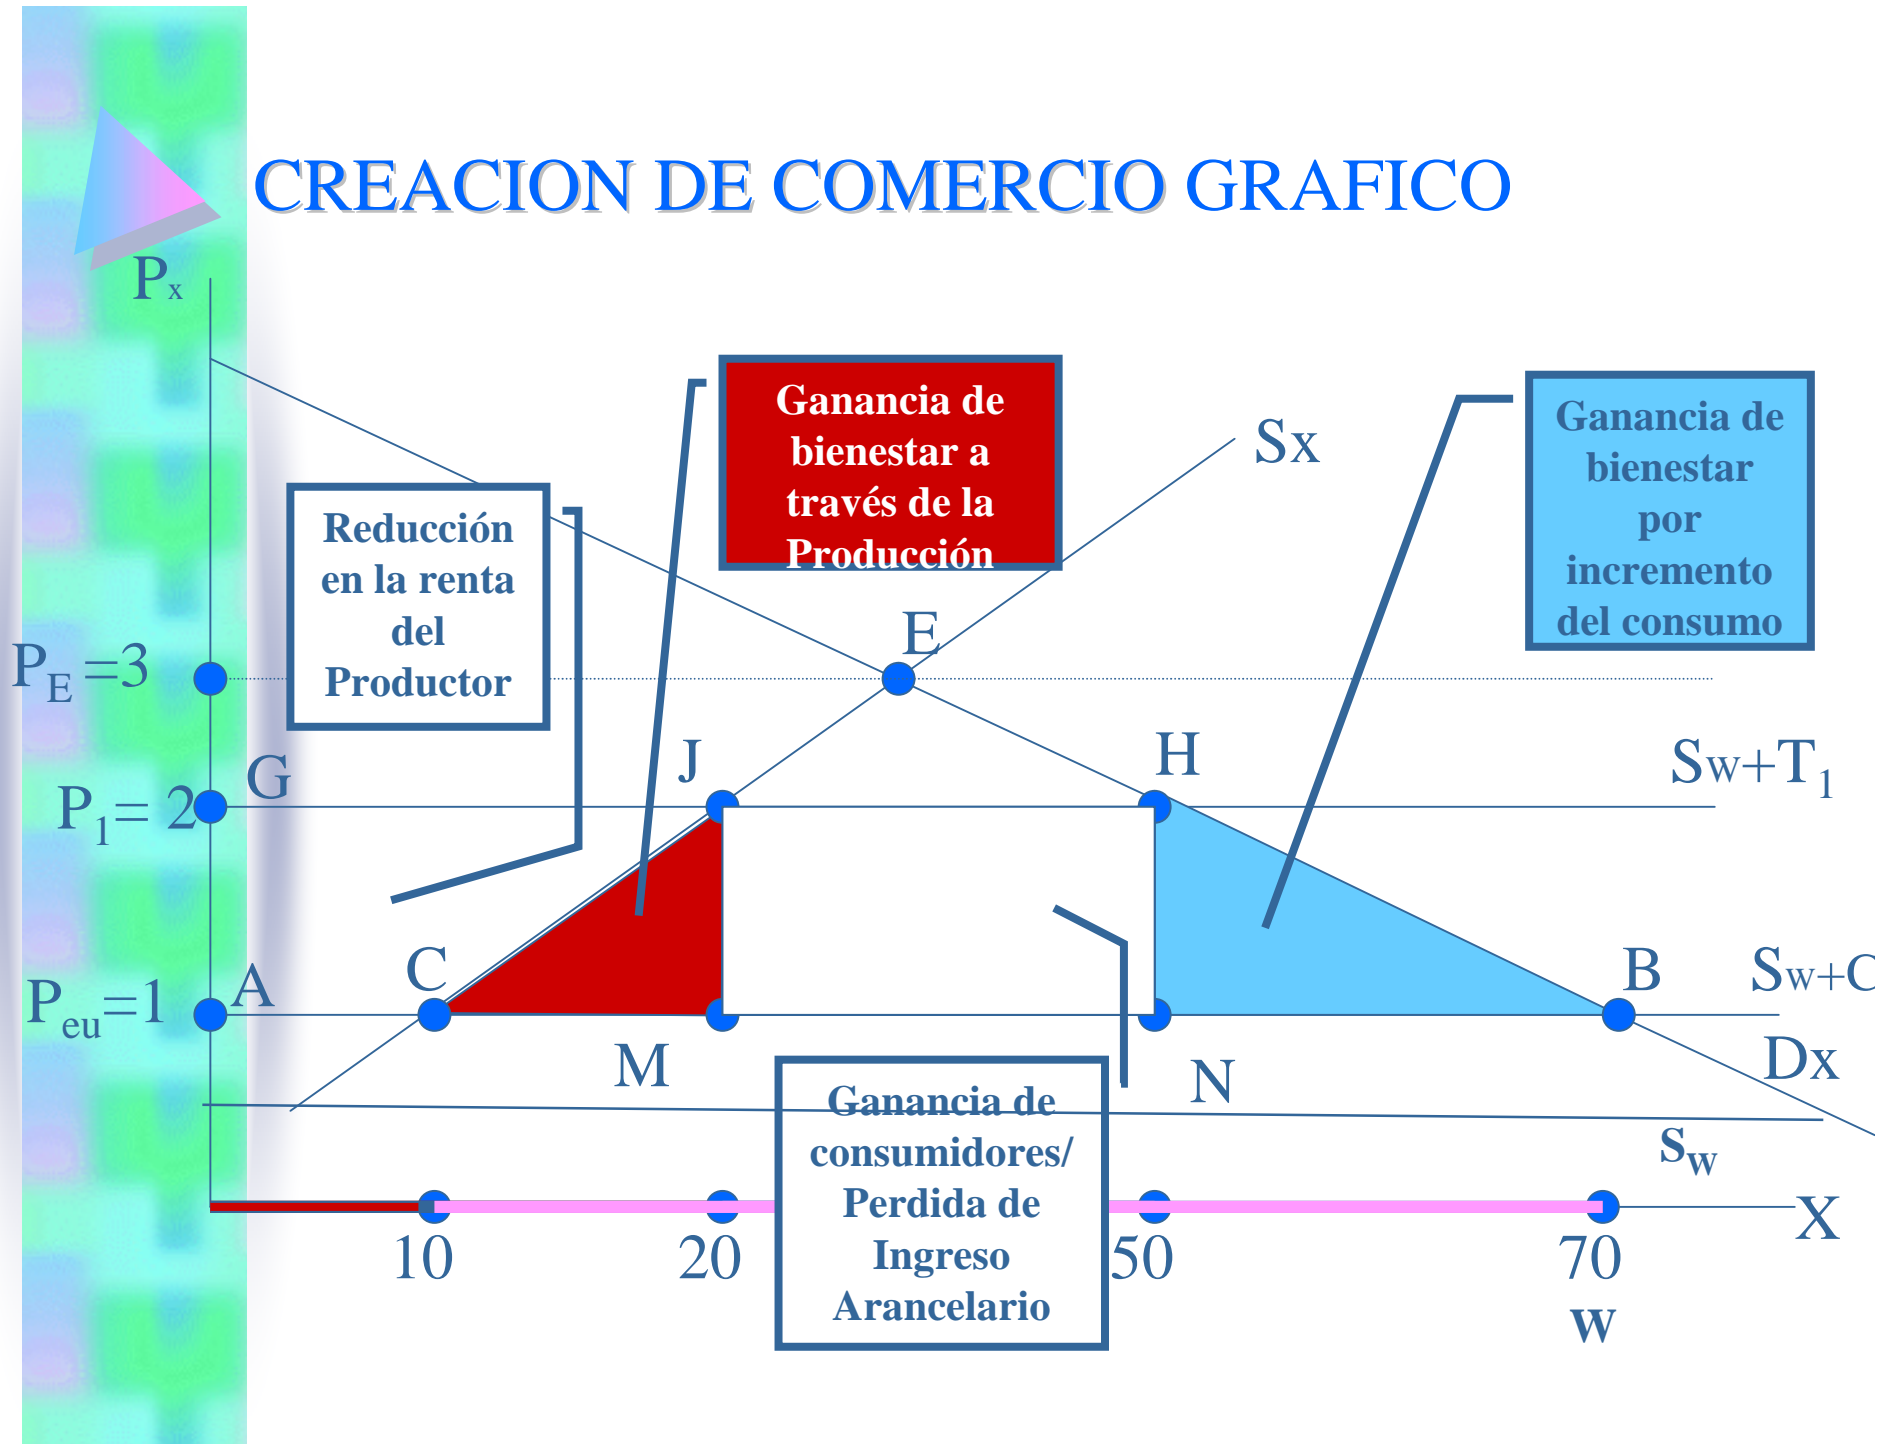 CREACION DE COMERCIO GRAFICO
Px
Ganancia de
bienestar a
través de la
Producción
Ganancia de
bienestar
por
incremento
del consumo
Sx
Reducción
en la renta
del
Productor
E
PE =3
J
H
G
Sw+T1
P1= 2
C
B
A
Sw+C
Peu=1
M
N
Dx
Ganancia de
consumidores/
Perdida de
Ingreso
Arancelario
Sw
X
10
20
50
70
w